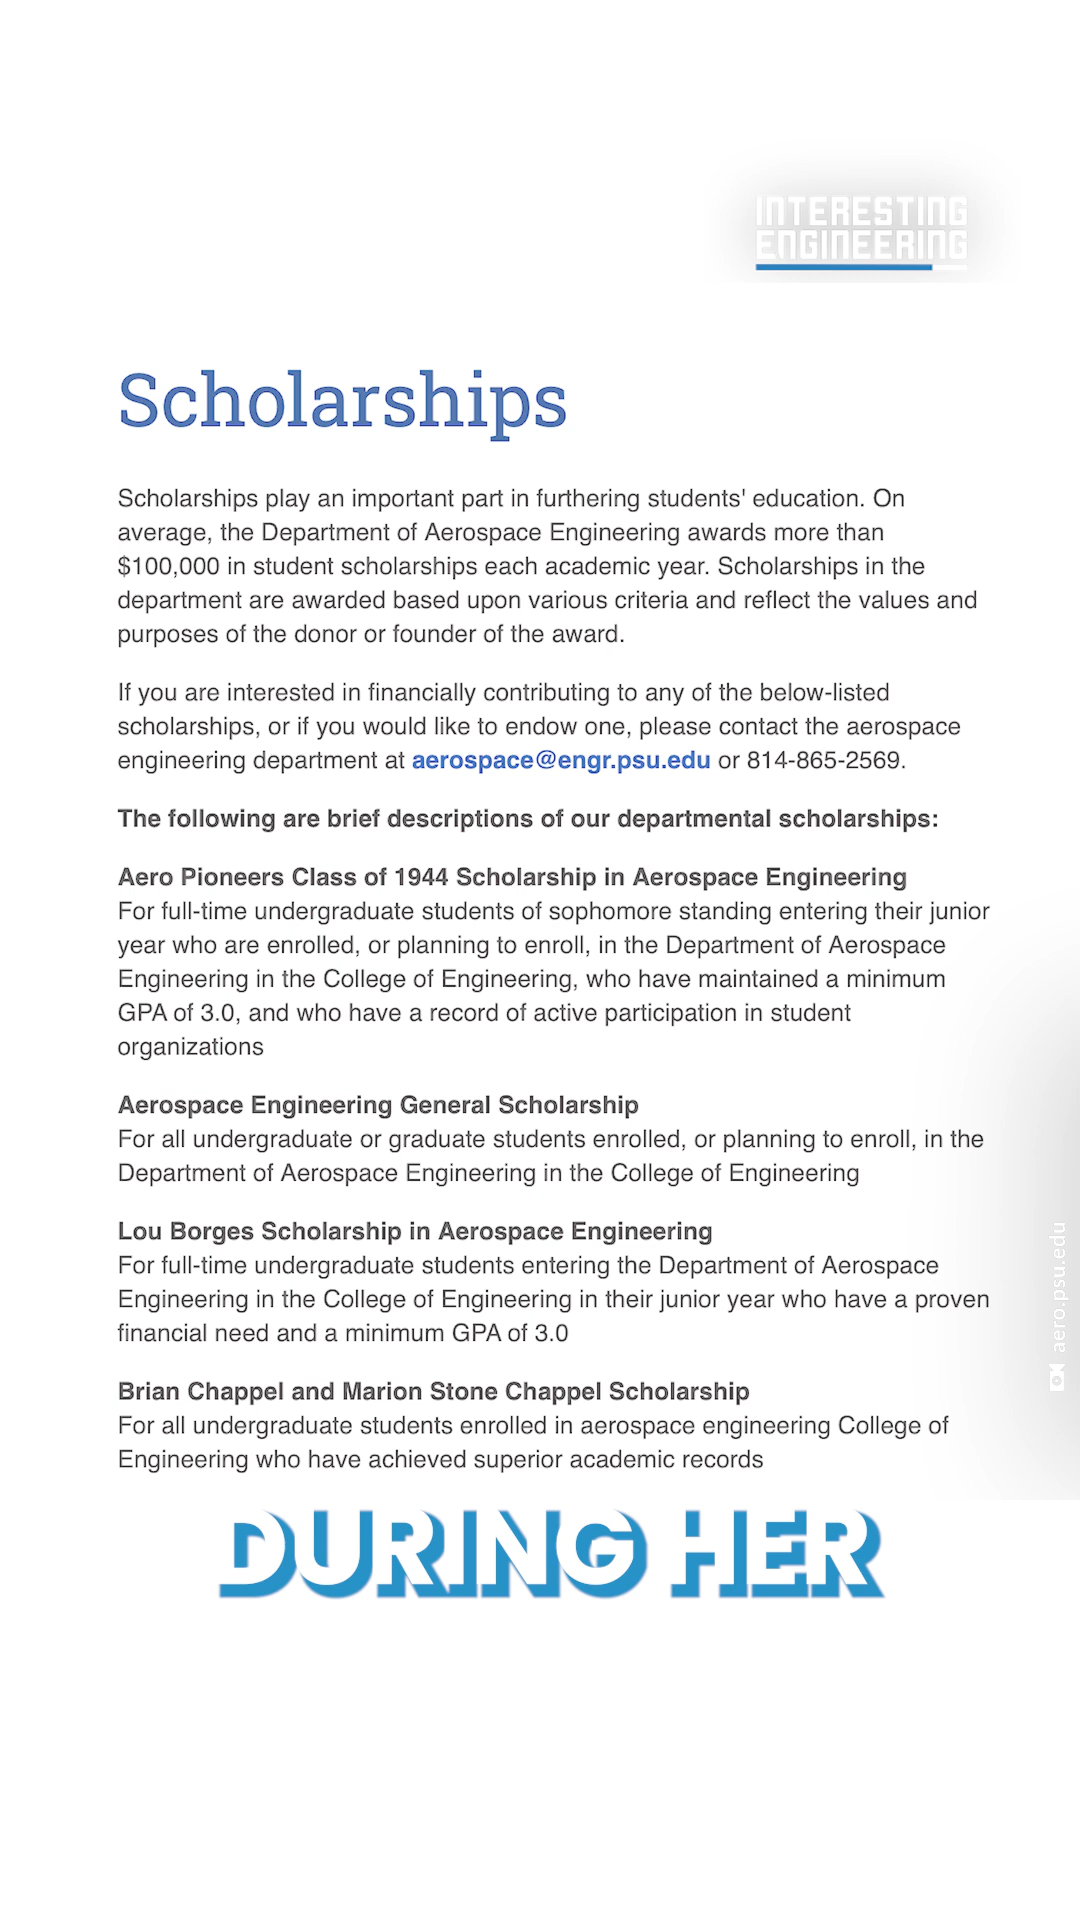 INTERESTING
ENGINEERING
Scholarships
Scholarships play an important part in furthering students' education. On
average, the Department of Aerospace Engineering awards more than
$100,000 in student scholarships each academic year. Scholarships in the
department are awarded based upon various criteria and reflect the values and
purposes of the donor or founder of the award.
If you are interested in financially contributing to any of the below-listed
scholarships, or if you would like to endow one, please contact the aerospace
engineering department at aerospace@engr.psu.edu or 814-865-2569.
The following are brief descriptions of our departmental scholarships:
Aero Pioneers Class of 1944 Scholarship in Aerospace Engineering
For full-time undergraduate students of sophomore standing entering their junior
year who are enrolled, or planning to enroll, in the Department of Aerospace
Engineering in the College of Engineering, who have maintained a minimum
GPA of 3.0, and who have a record of active participation in student
organizations
Aerospace Engineering General Scholarship
For all undergraduate or graduate students enrolled, or planning to enroll, in the
Department of Aerospace Engineering in the College of Engineering
Lou Borges Scholarship in Aerospace Engineering
For full-time undergraduate students entering the Department of Aerospace
Engineering in the College of Engineering in their junior year who have a proven
financial need and a minimum GPA of 3.0
Brian Chappel and Marion Stone Chappel Scholarship
For all undergraduate students enrolled in aerospace engineering College of
Engineering who have achieved superior academic records
aero.psu.edu
DURING HER